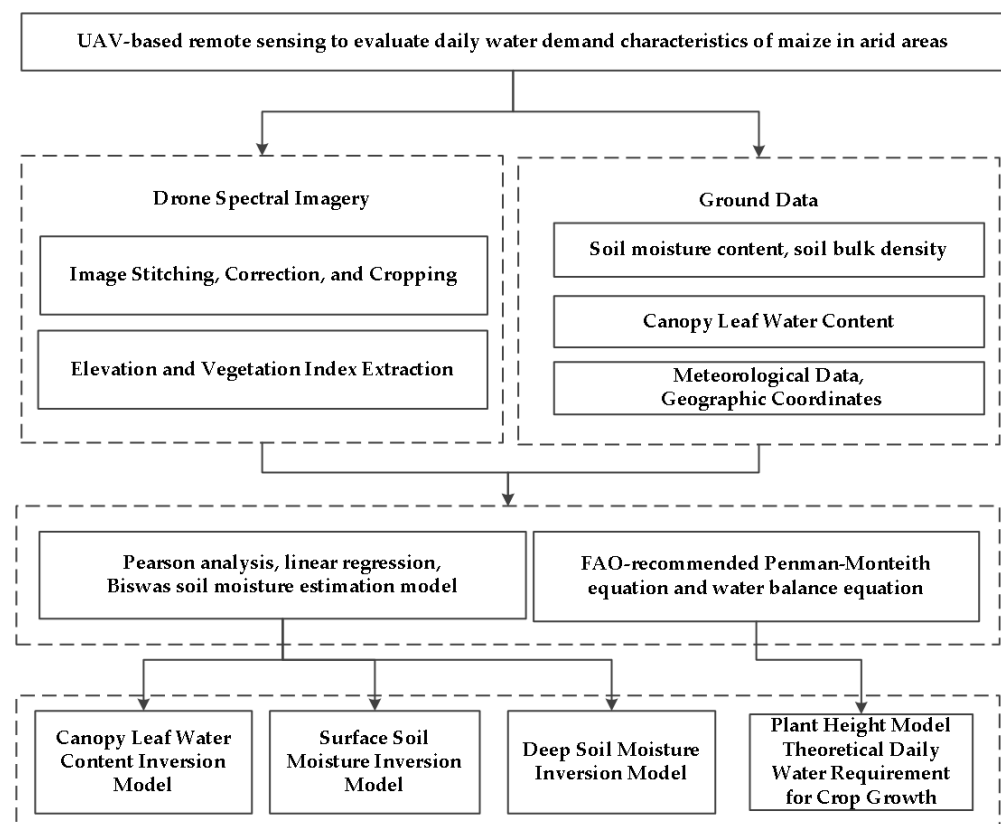 UAV-based remote sensing to evaluate daily water demand characteristics of maize in arid areas
Drone Spectral Imagery
Image Stitching, Correction, and Cropping
Elevation and Vegetation Index Extraction
Ground Data
Soil moisture content, soil bulk density
Canopy Leaf Water Content
Meteorological Data,
Geographic Coordinates
Pearson analysis, linear regression,
Biswas soil moisture estimation model
FAO-recommended Penman-Monteith
equation and water balance equation
Canopy Leaf Water
Content Inversion
Model
Surface Soil
Moisture Inversion
Model
Deep Soil Moisture
Inversion Model
Plant Height Model
Theoretical Daily
Water Requirement
for Crop Growth